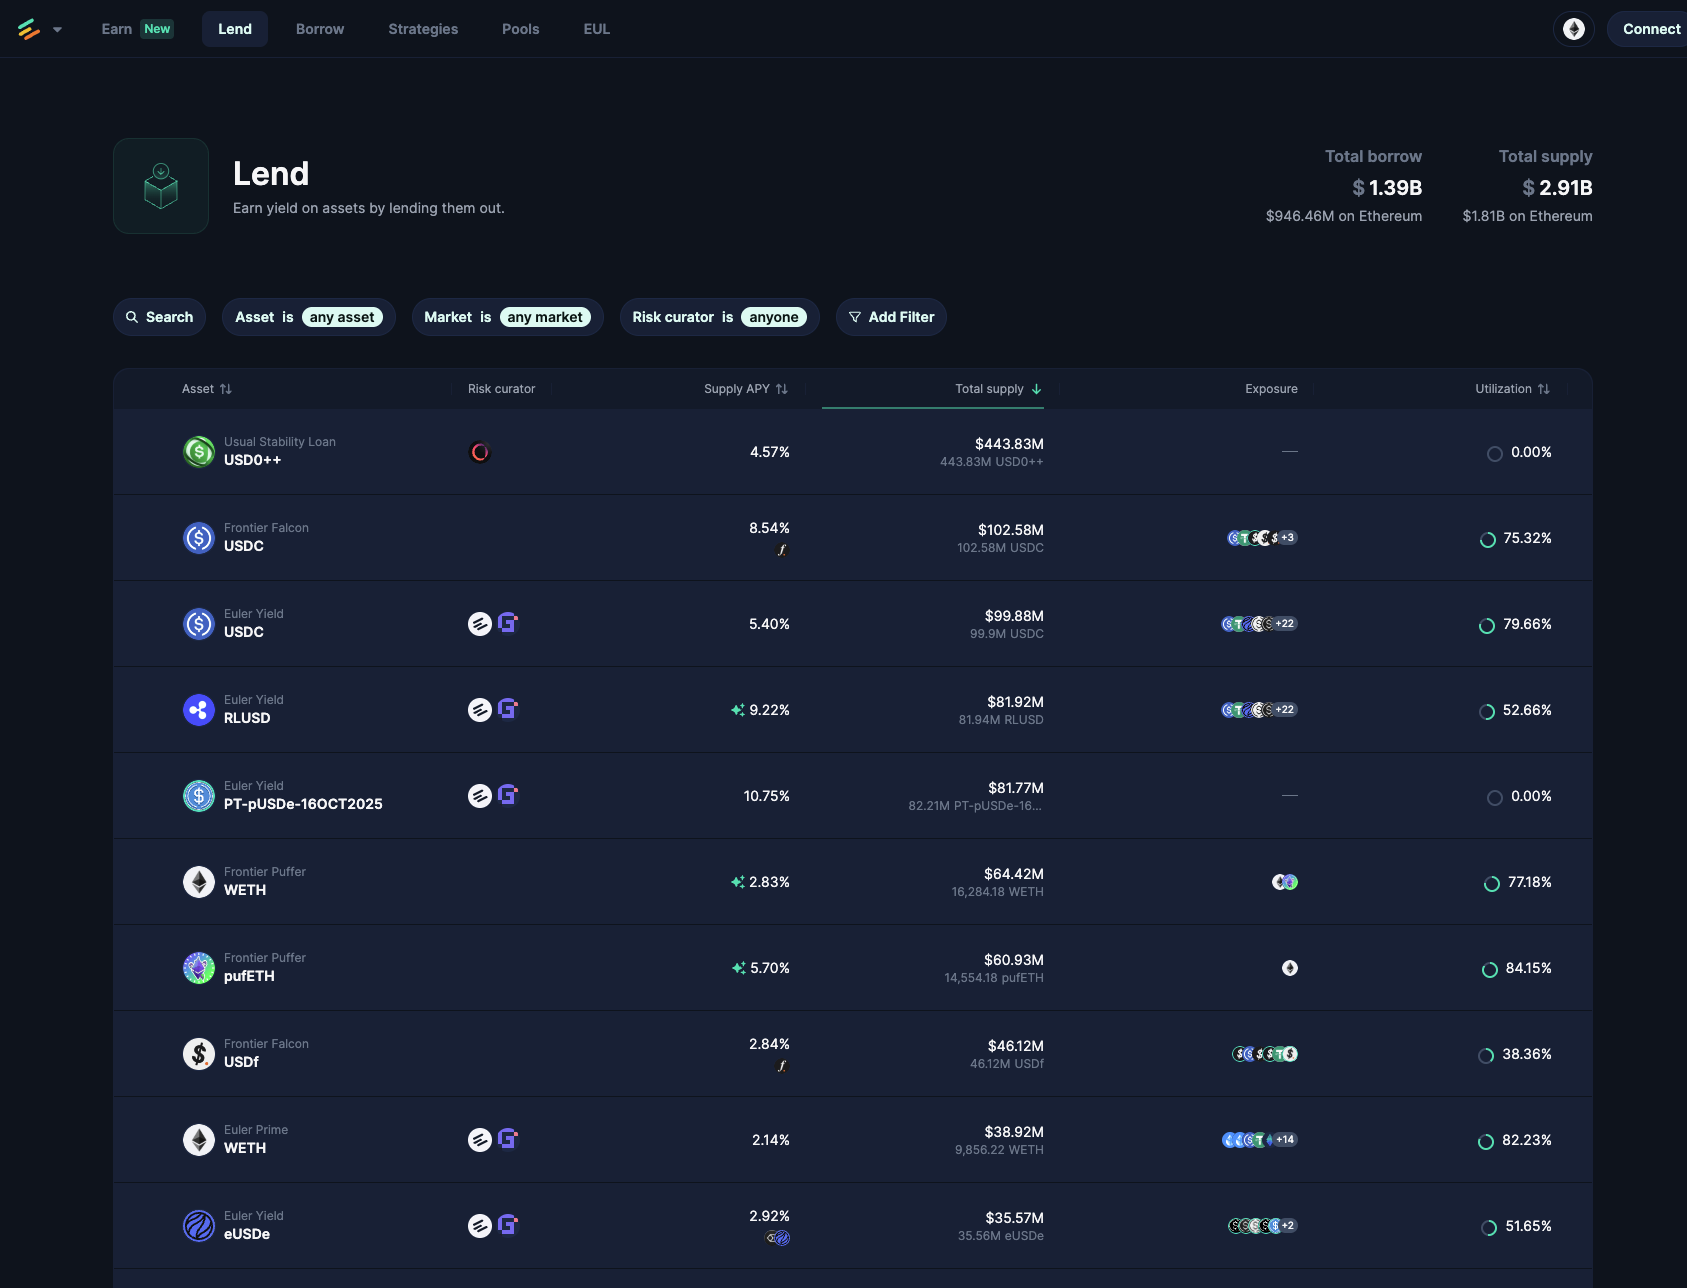 Earn New Lend Borrow Strategies Pools EUL Connect
Lend
Earn yield on assets by lending them out.
Total borrow
$ 1.39B
$946.46M on Ethereum
Total supply
$ 2.91B
$1.81B on Ethereum
Search Asset is any asset Market is any market Risk curator is anyone Add Filter
Asset Risk curator Supply APY Total supply Exposure Utilization
Usual Stability Loan
USD0++
4.57%
$443.83M
443.83M USD0++
—
0.00%
Frontier Falcon
USDC
8.54%
$102.58M
102.58M USDC
+3
75.32%
Euler Yield
USDC
5.40%
$99.88M
99.9M USDC
+22
79.66%
Euler Yield
RLUSD
9.22%
$81.92M
81.94M RLUSD
+22
52.66%
Euler Yield
PT-pUSDe-16OCT2025
10.75%
$81.77M
82.21M PT-pUSDe-16...
—
0.00%
Frontier Puffer
WETH
2.83%
$64.42M
16,284.18 WETH
77.18%
Frontier Puffer
pufETH
5.70%
$60.93M
14,554.18 pufETH
84.15%
Frontier Falcon
USDf
2.84%
$46.12M
46.12M USDf
38.36%
Euler Prime
WETH
2.14%
$38.92M
9,856.22 WETH
+14
82.23%
Euler Yield
eUSDe
2.92%
$35.57M
35.56M eUSDe
+2
51.65%